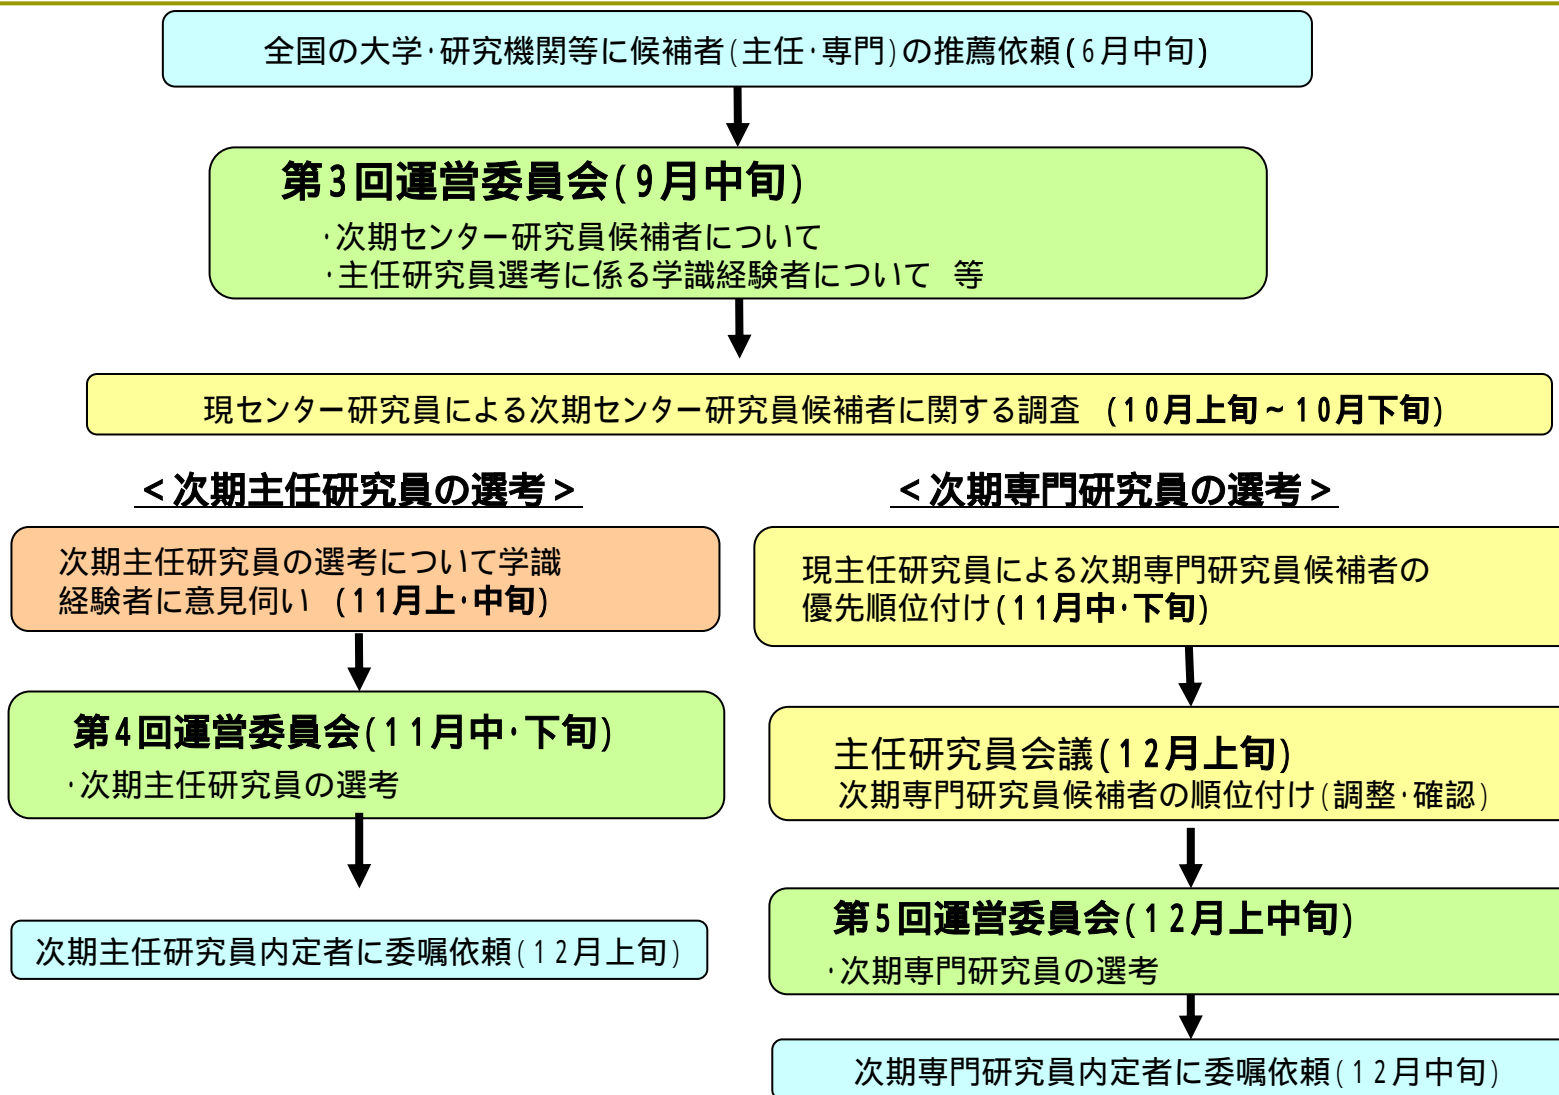 全国の大学・研究機関等に候補者(主任・専門)の推薦依頼(6月中旬)
第3回運営委員会(9月中旬)
・次期センター研究員候補者について
・主任研究員選考に係る学識経験者について 等
現センター研究員による次期センター研究員候補者に関する調査 (10月上旬~10月下旬)
<次期主任研究員の選考>
次期主任研究員の選考について学識
経験者に意見伺い (11月上・中旬)
第4回運営委員会(11月中・下旬)
・次期主任研究員の選考
次期主任研究員内定者に委嘱依頼(12月上旬)
<次期専門研究員の選考>
現主任研究員による次期専門研究員候補者の
優先順位付け(11月中・下旬)
主任研究員会議(12月上旬)
次期専門研究員候補者の順位付け(調整・確認)
第5回運営委員会(12月上中旬)
・次期専門研究員の選考
次期専門研究員内定者に委嘱依頼(12月中旬)